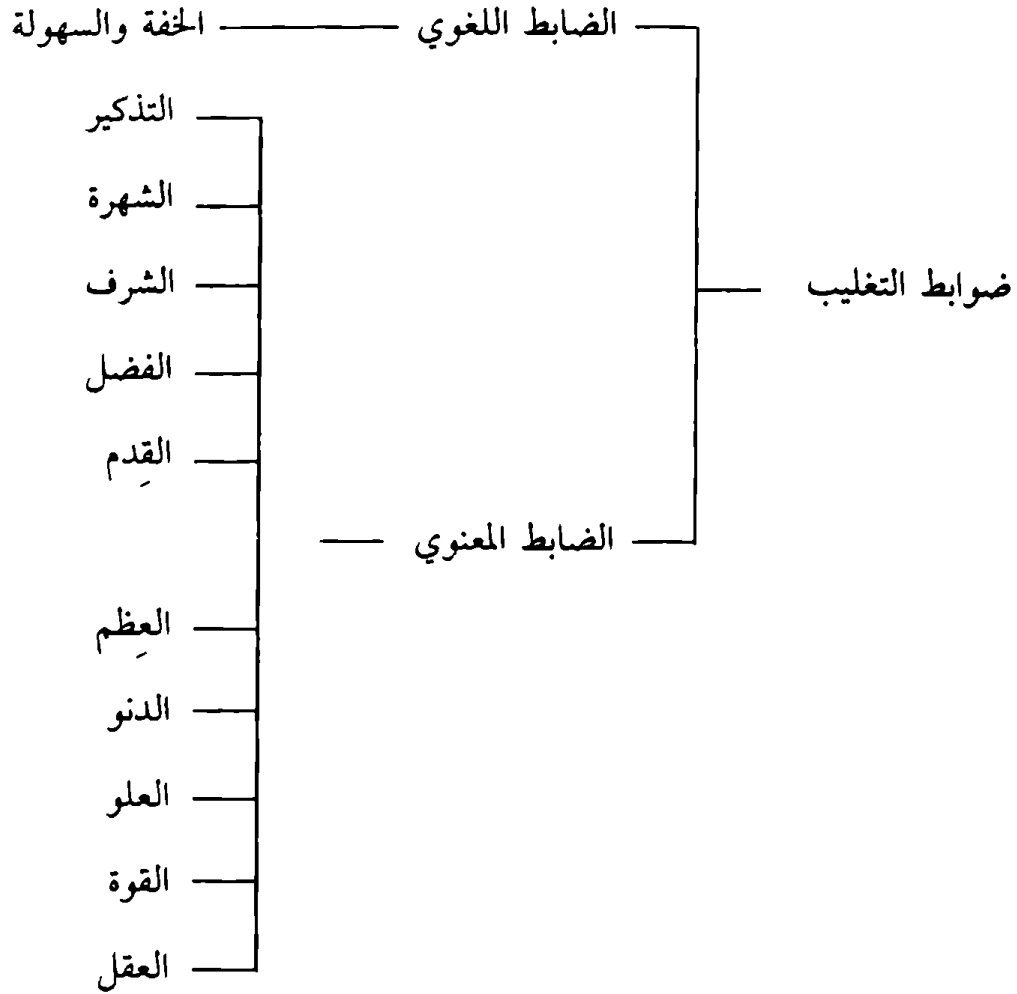 الضابط اللغوي الخفة والسهولة
التذكير
الشهرة
الشرف
ضوابط التغليب
الفضل
القِدم
الضابط المعنوي
العِظم
الدنو
العلو
القوة
العقل